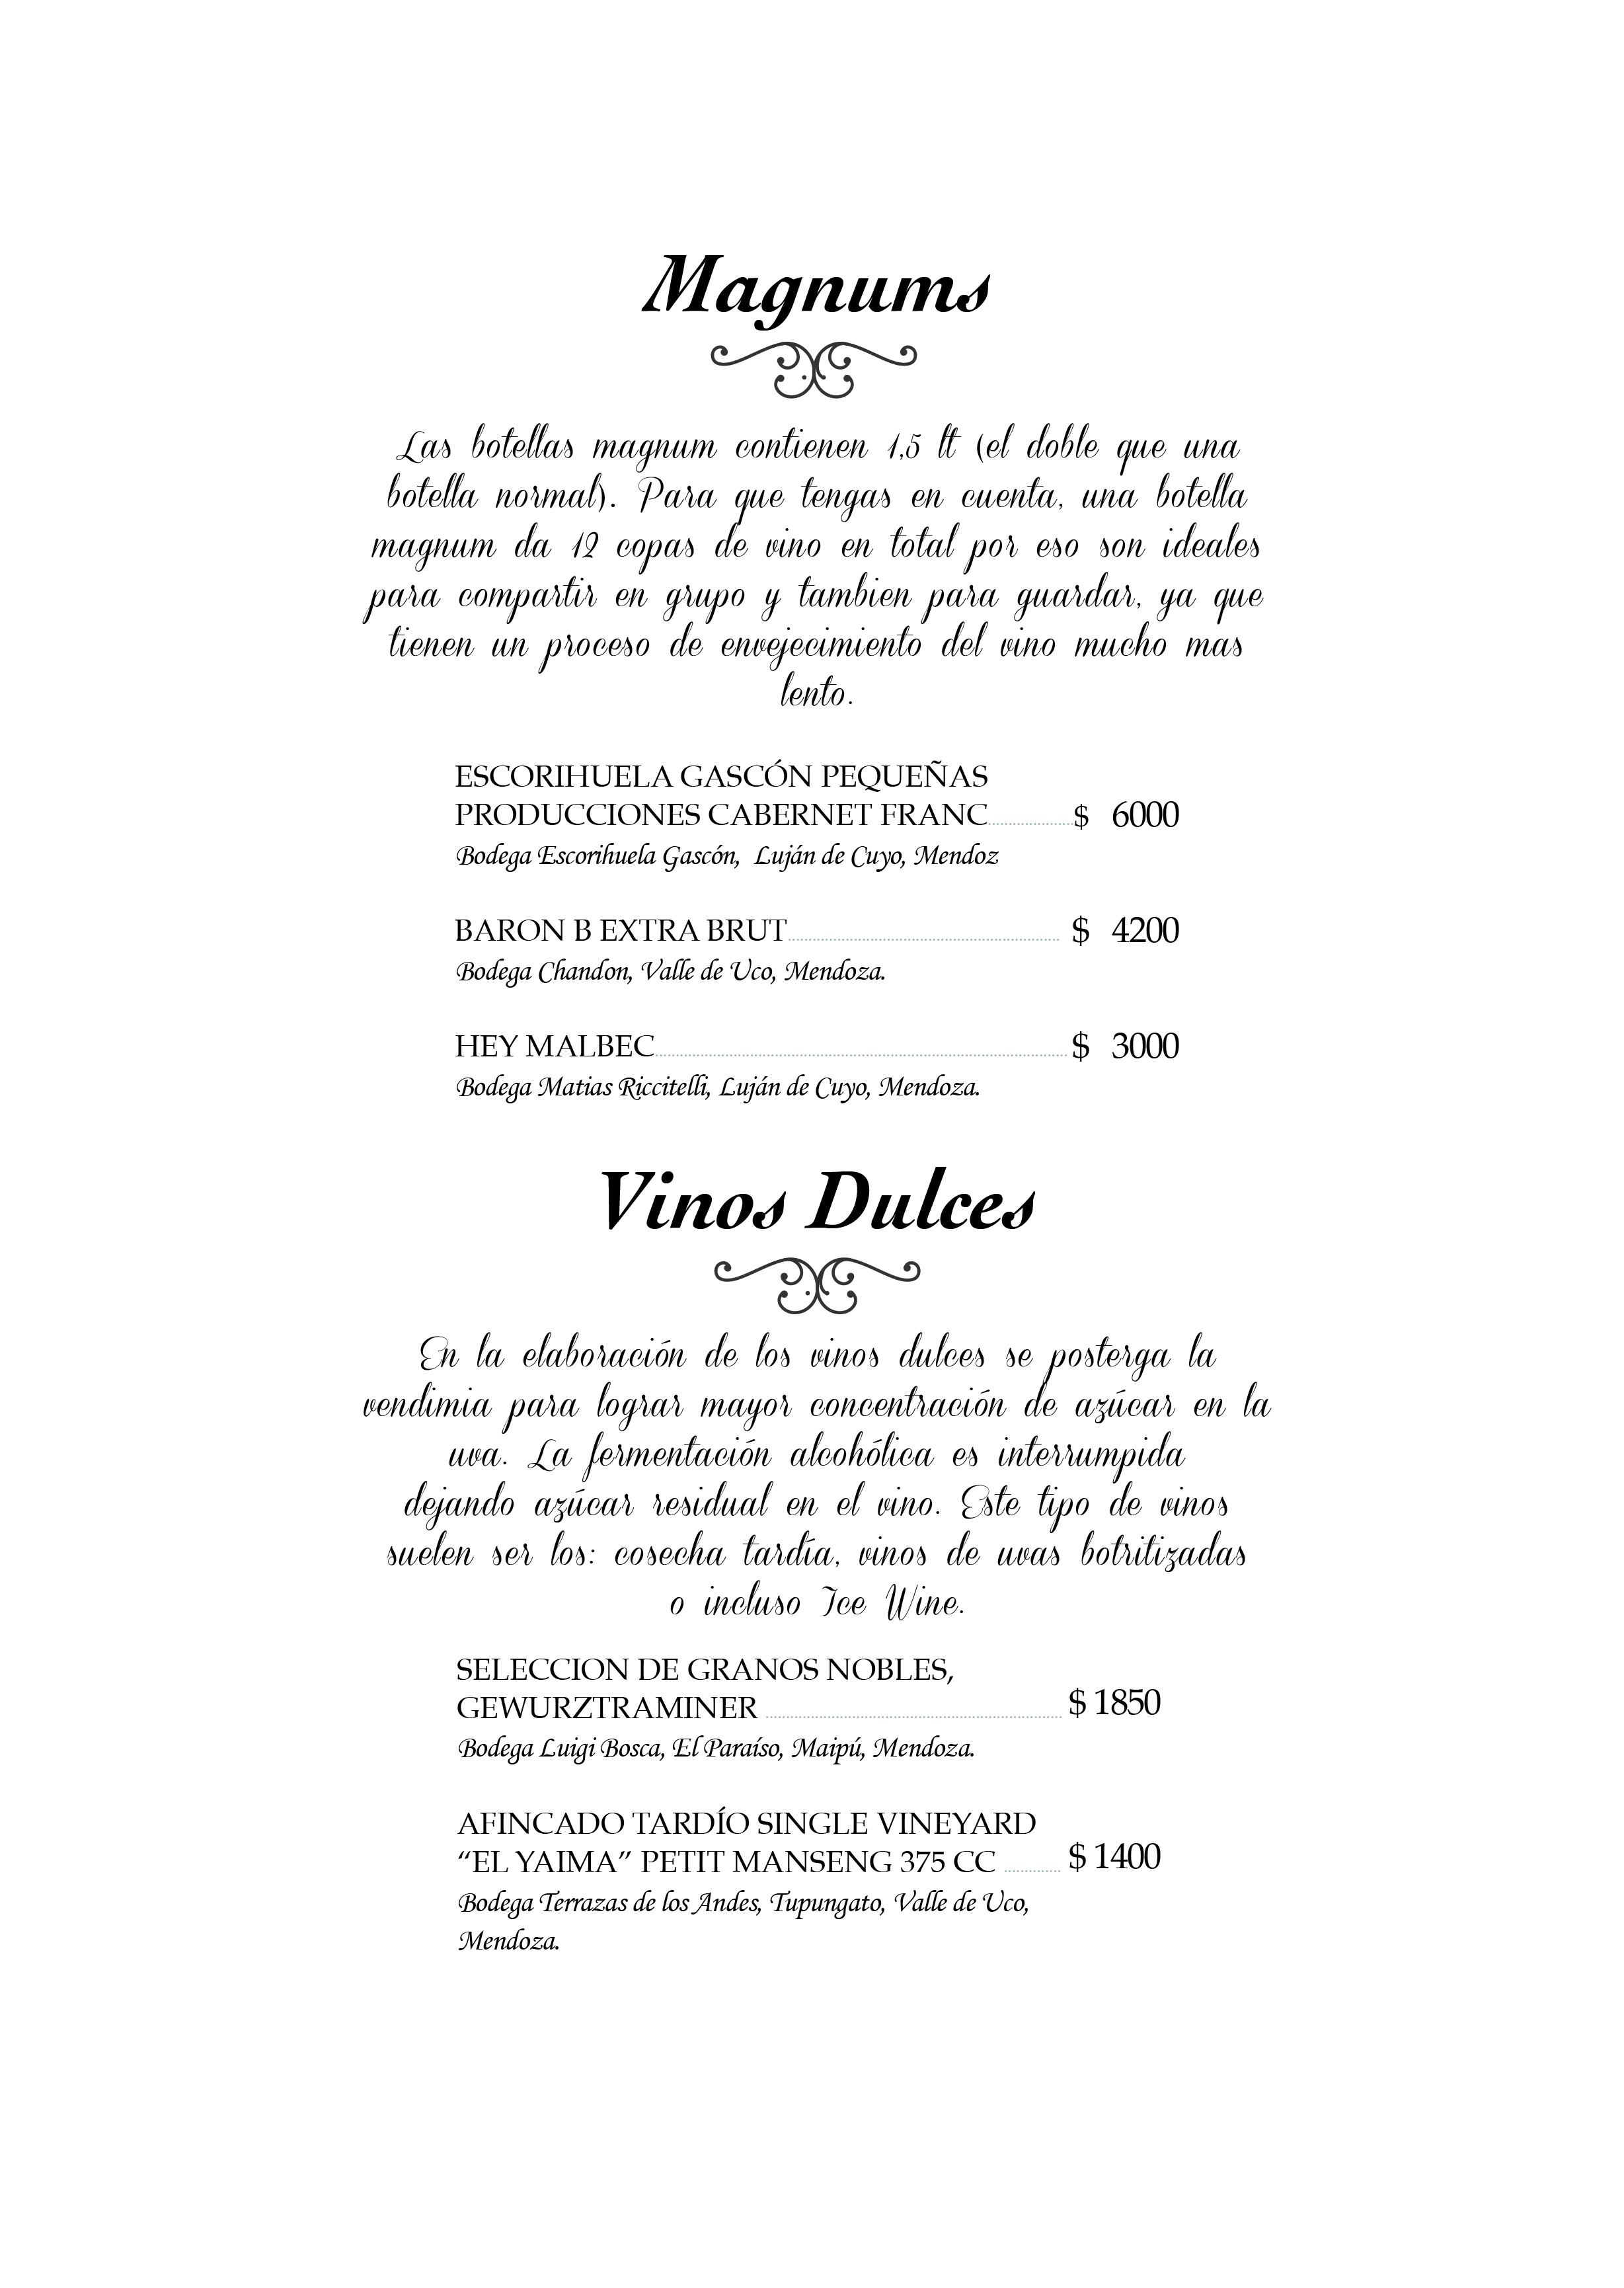 Magnums
Las botellas magnum contienen 1,5 lt (el doble que una
botella normal). Para que tengas en cuenta, una botella
magnum da 12 copas de vino en total por eso son ideales
para compartir en grupo y tambien para guardar, ya que
tienen un proceso de envejecimiento del vino mucho mas
lento.
ESCORIHUELA GASCÓN PEQUEÑAS
PRODUCCIONES CABERNET FRANC $ 6000
Bodega Escorihuela Gascón, Luján de Cuyo, Mendoz
BARON B EXTRA BRUT $ 4200
Bodega Chandon, Valle de Uco, Mendoza.
HEY MALBEC $ 3000
Bodega Matias Riccitelli, Luján de Cuyo, Mendoza.
Vinos Dulces
En la elaboración de los vinos dulces se posterga la
vendimia para lograr mayor concentración de azúcar en la
uva. La fermentación alcohólica es interrumpida
dejando azúcar residual en el vino. Este tipo de vinos
suelen ser los: cosecha tardía, vinos de uvas botritizadas
o incluso Ice Wine.
SELECCION DE GRANOS NOBLES,
GEWURZTRAMINER $ 1850
Bodega Luigi Bosca, El Paraíso, Maipú, Mendoza.
AFINCADO TARDÍO SINGLE VINEYARD
“EL YAIMA” PETIT MANSENG 375 CC $ 1400
Bodega Terrazas de los Andes, Tupungato, Valle de Uco,
Mendoza.